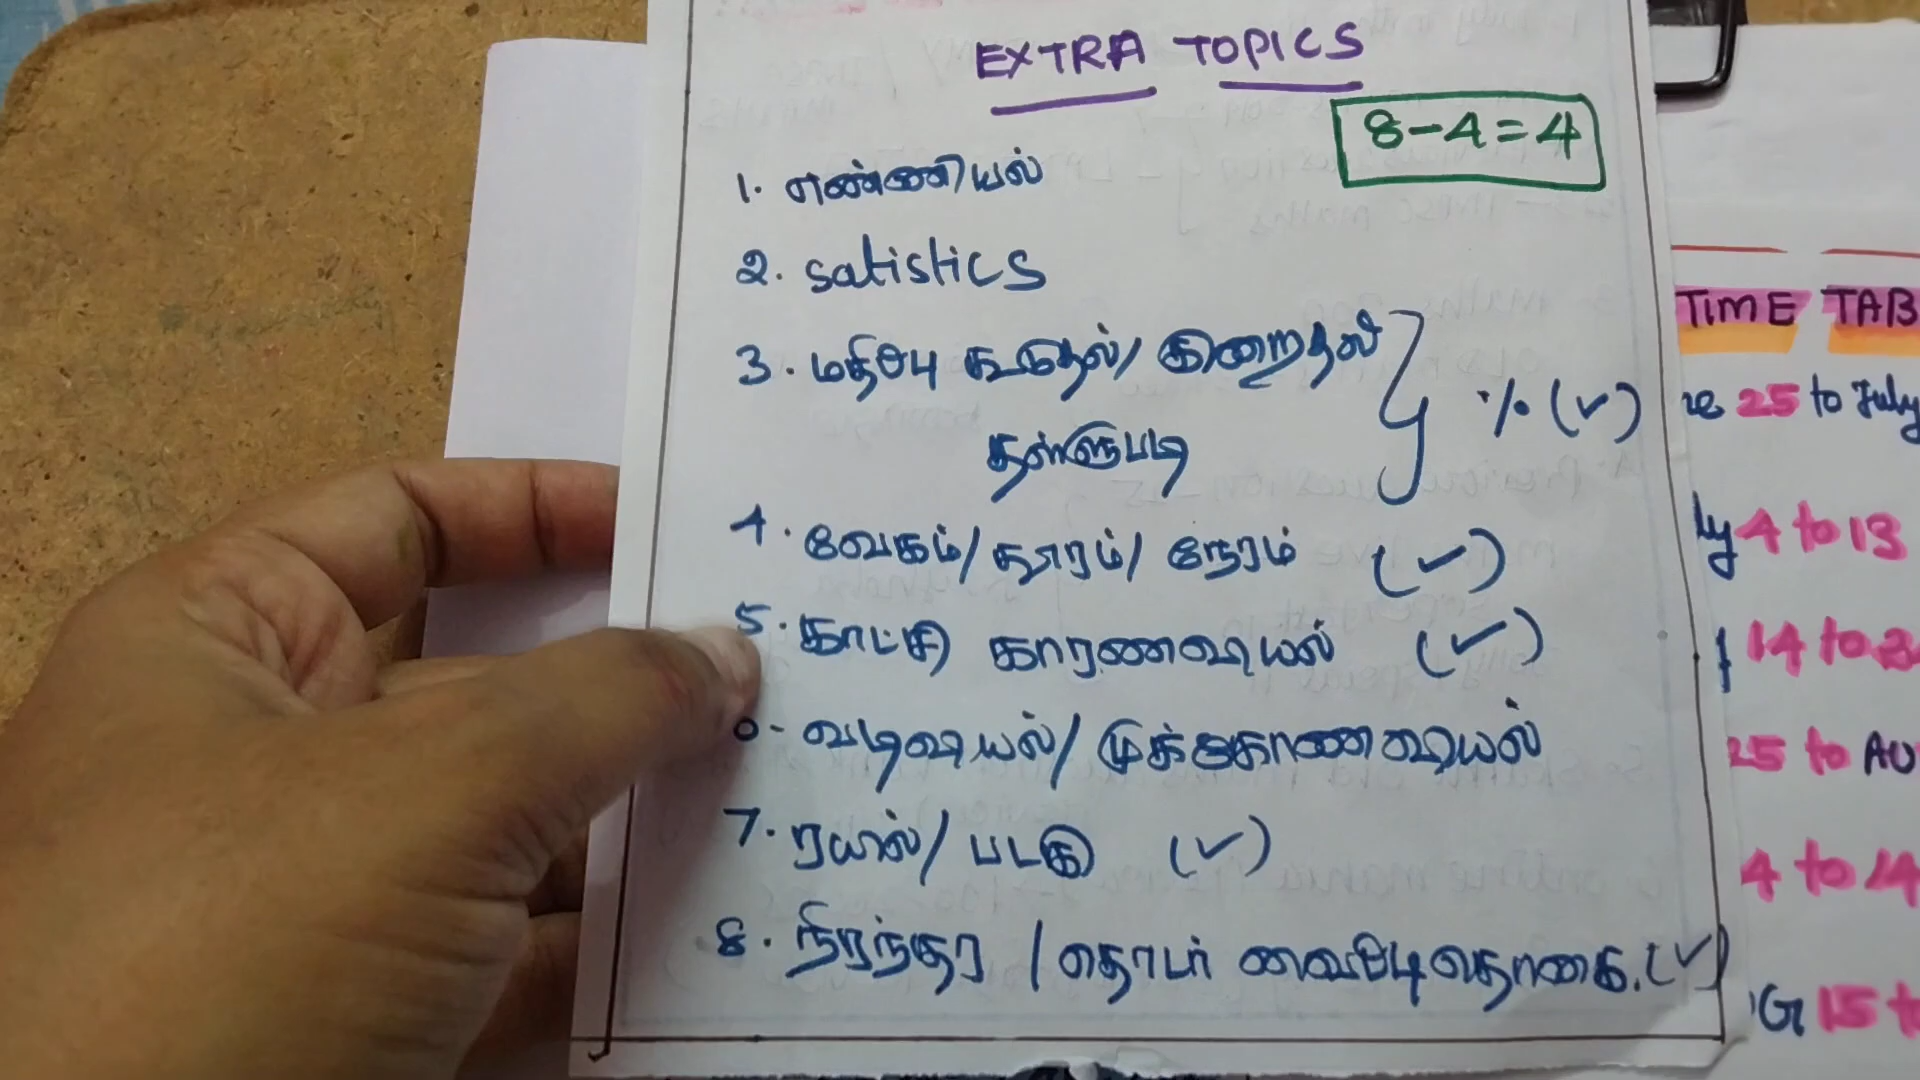 EXTRA TOPICS
8-4=4
1. எண்ணியல்
2. satistics
3. மதிப்பு கூடுதல்/ குறைதல்
தள்ளுபடி
% (✓)
4. வேகம்/தூரம்/ நேரம் (✓)
5. காட்சி காரணவியல் (✓)
6- வடிவியல்/ முக்கோணவியல்
7. ரயில்/ படகு (✓)
8. நிரந்தர /தொடர் வைப்பு தொகை. (✓)
TIME TAB
25 to July
4 to 13
14 to 2
25 to AU
4 to 14
G 15 t